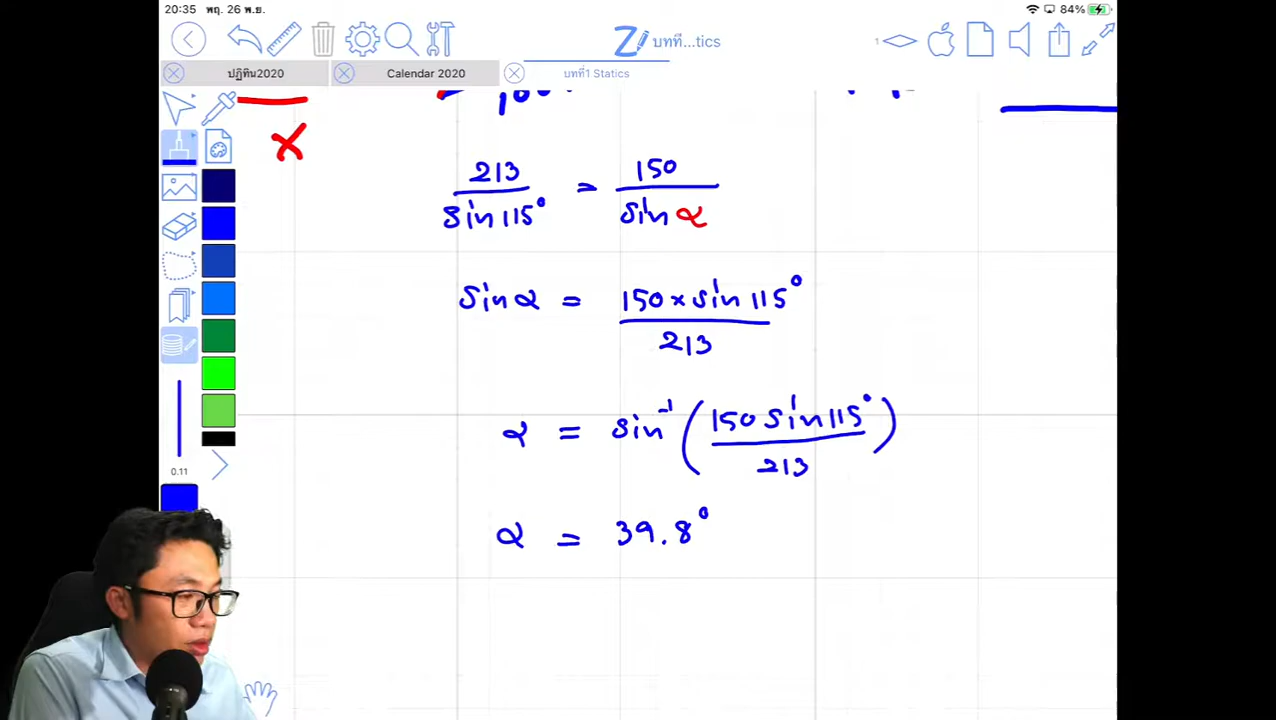 20:35 พฤ. 26 พ.ย. 84%
1
บทที่...tics
ปฏิทิน2020 Calendar 2020 บทที่1 Statics
213 / sin 115° = 150 / sin α
sin α = 150 × sin 115° / 213
α = sin⁻¹ ( 150 sin 115° / 213 )
0.11
α = 39.8°